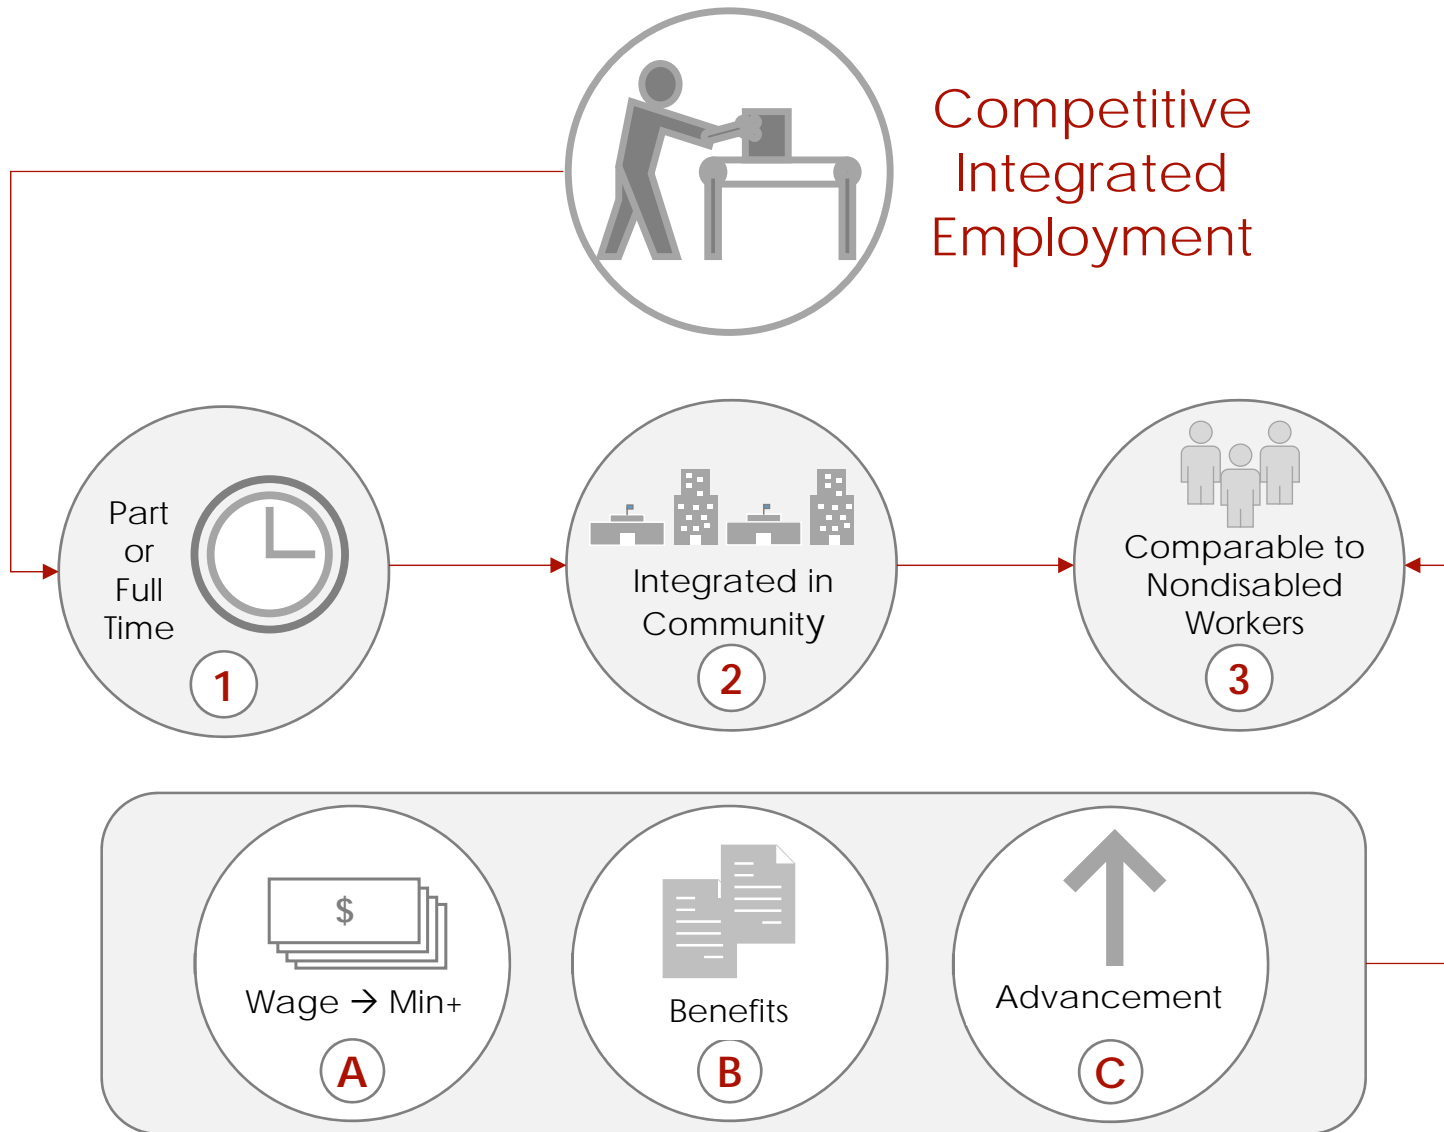 Competitive
Integrated
Employment
Part
or
Full
Time
1
Integrated in
Community
2
Comparable to
Nondisabled
Workers
3
$
Wage → Min+
A
Benefits
B
Advancement
C